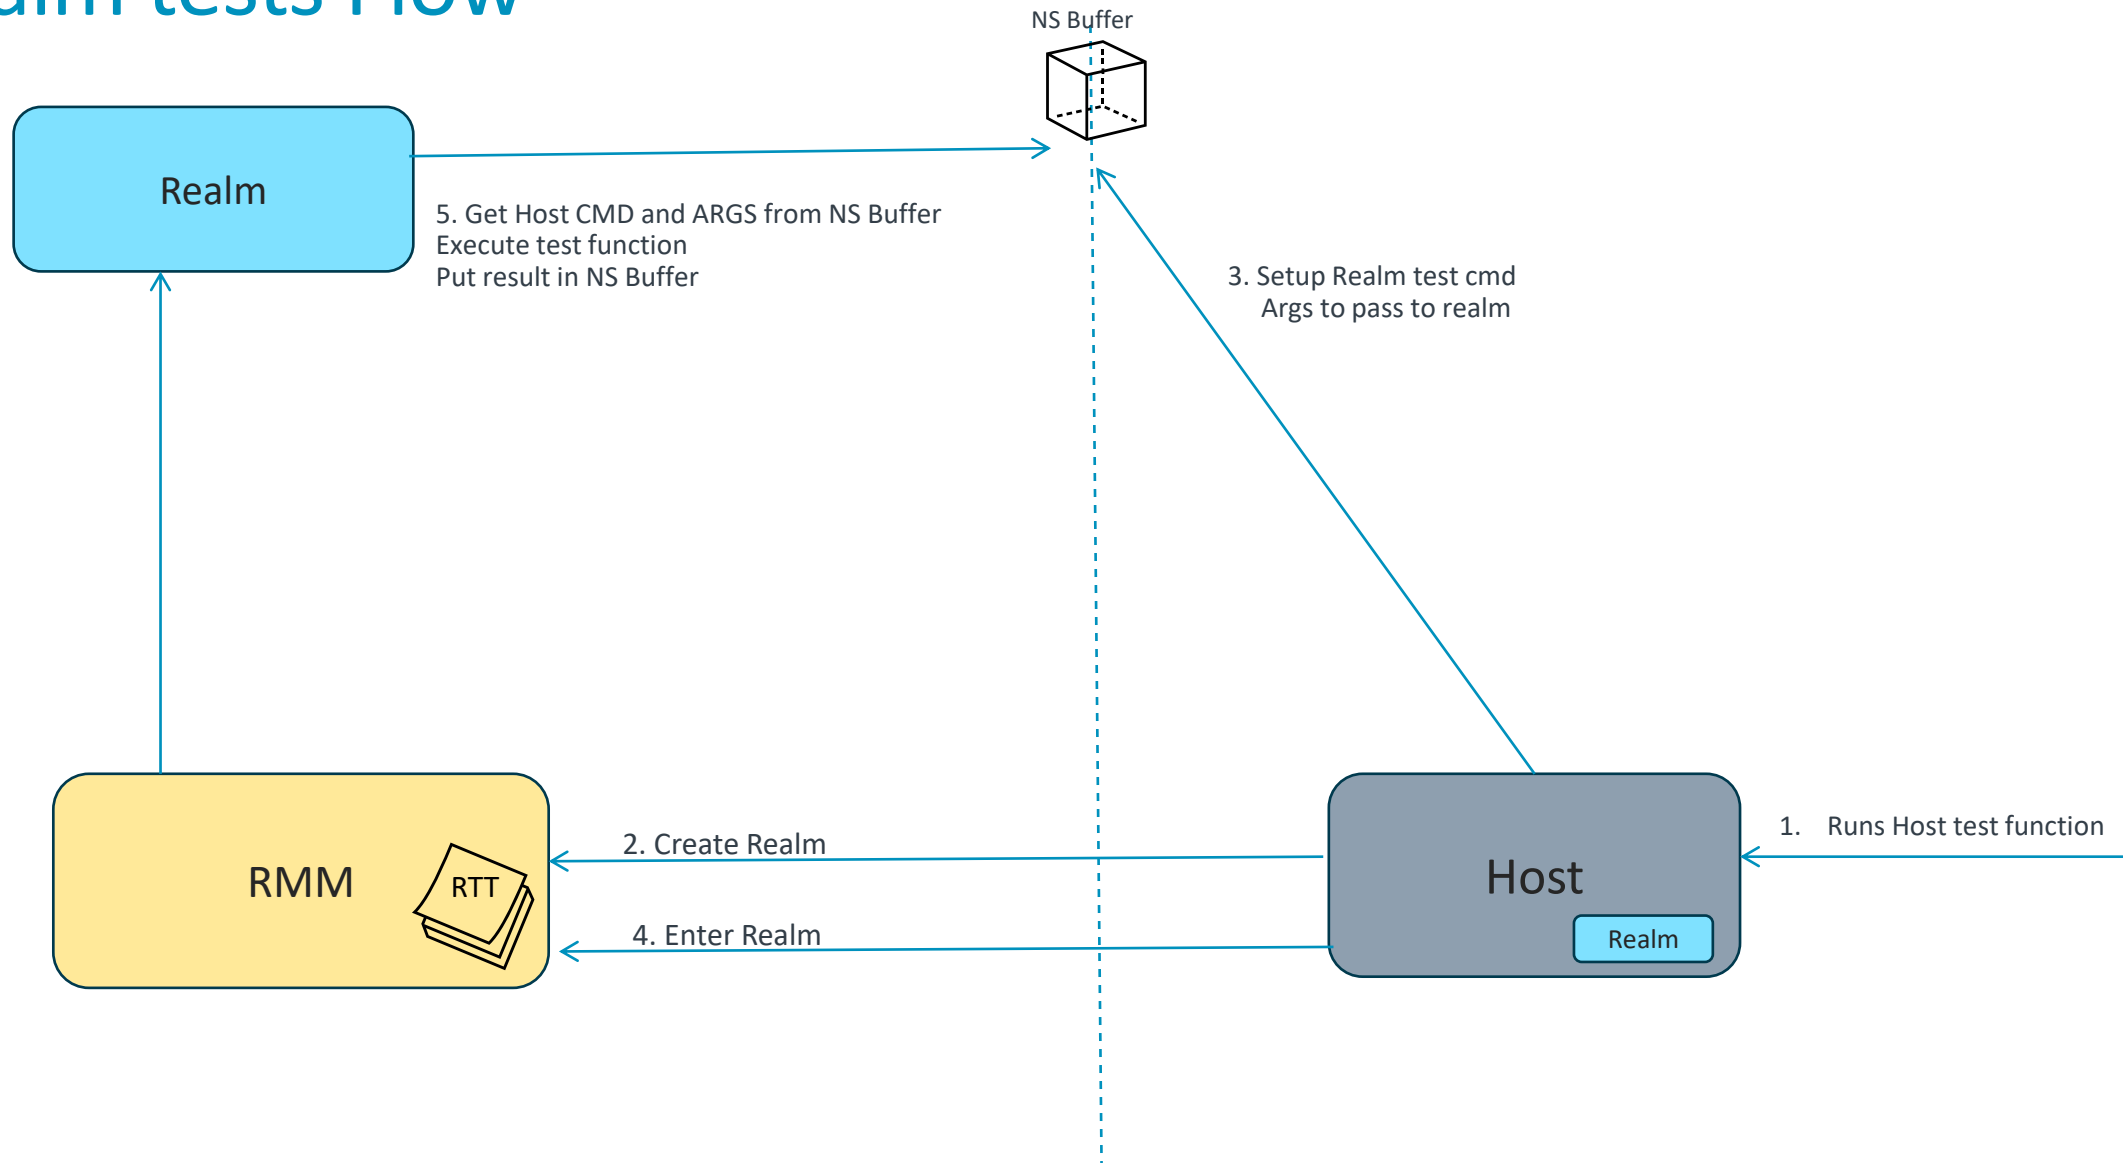 tests Flow
NS Buffer
Realm
5. Get Host CMD and ARGS from NS Buffer
Execute test function
Put result in NS Buffer
3. Setup Realm test cmd
Args to pass to realm
2. Create Realm
1. Runs Host test function
RMM
RTT
Host
4. Enter Realm
Realm